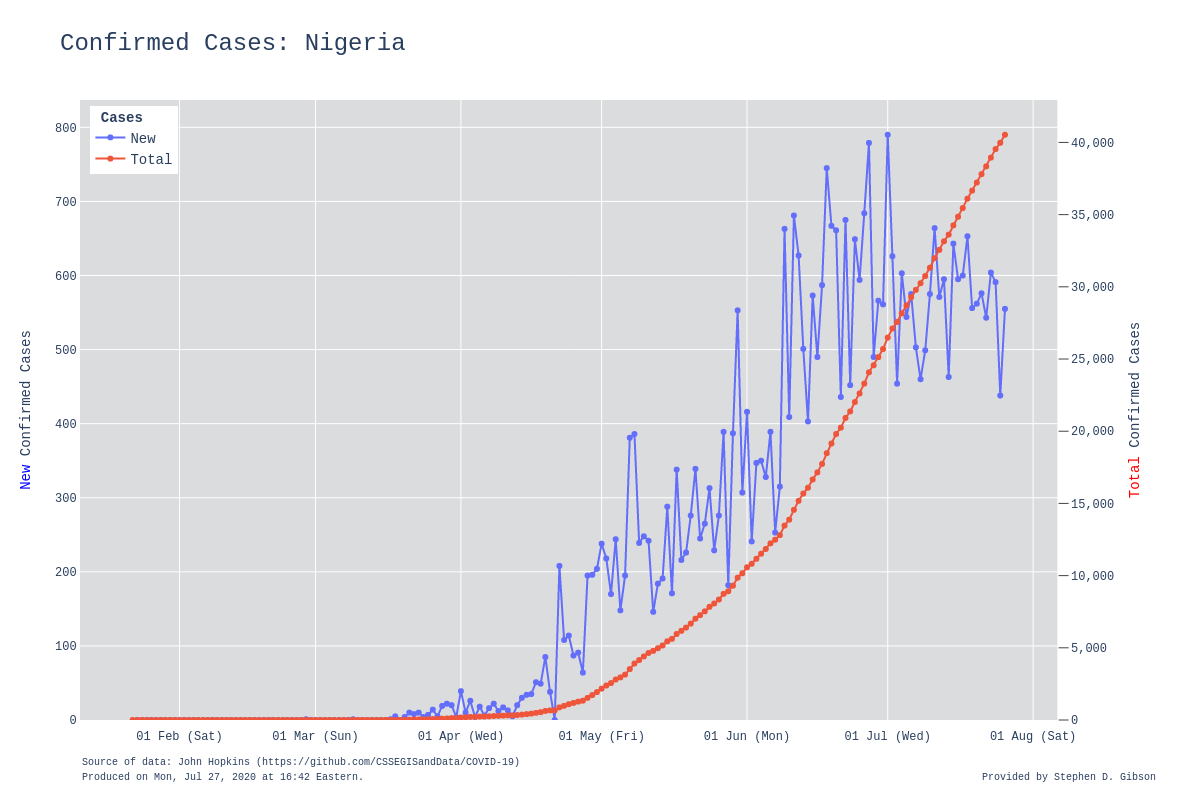 Confirmed Cases: Nigeria
Cases
New
Total
800
700
600
500
400
300
200
100
0
New Confirmed Cases
40,000
35,000
30,000
25,000
20,000
15,000
10,000
5,000
0
Total Confirmed Cases
01 Feb (Sat)
01 Mar (Sun)
01 Apr (Wed)
01 May (Fri)
01 Jun (Mon)
01 Jul (Wed)
01 Aug (Sat)
Source of data: John Hopkins (https://github.com/CSSEGISandData/COVID-19)
Produced on Mon, Jul 27, 2020 at 16:42 Eastern.
Provided by Stephen D. Gibson